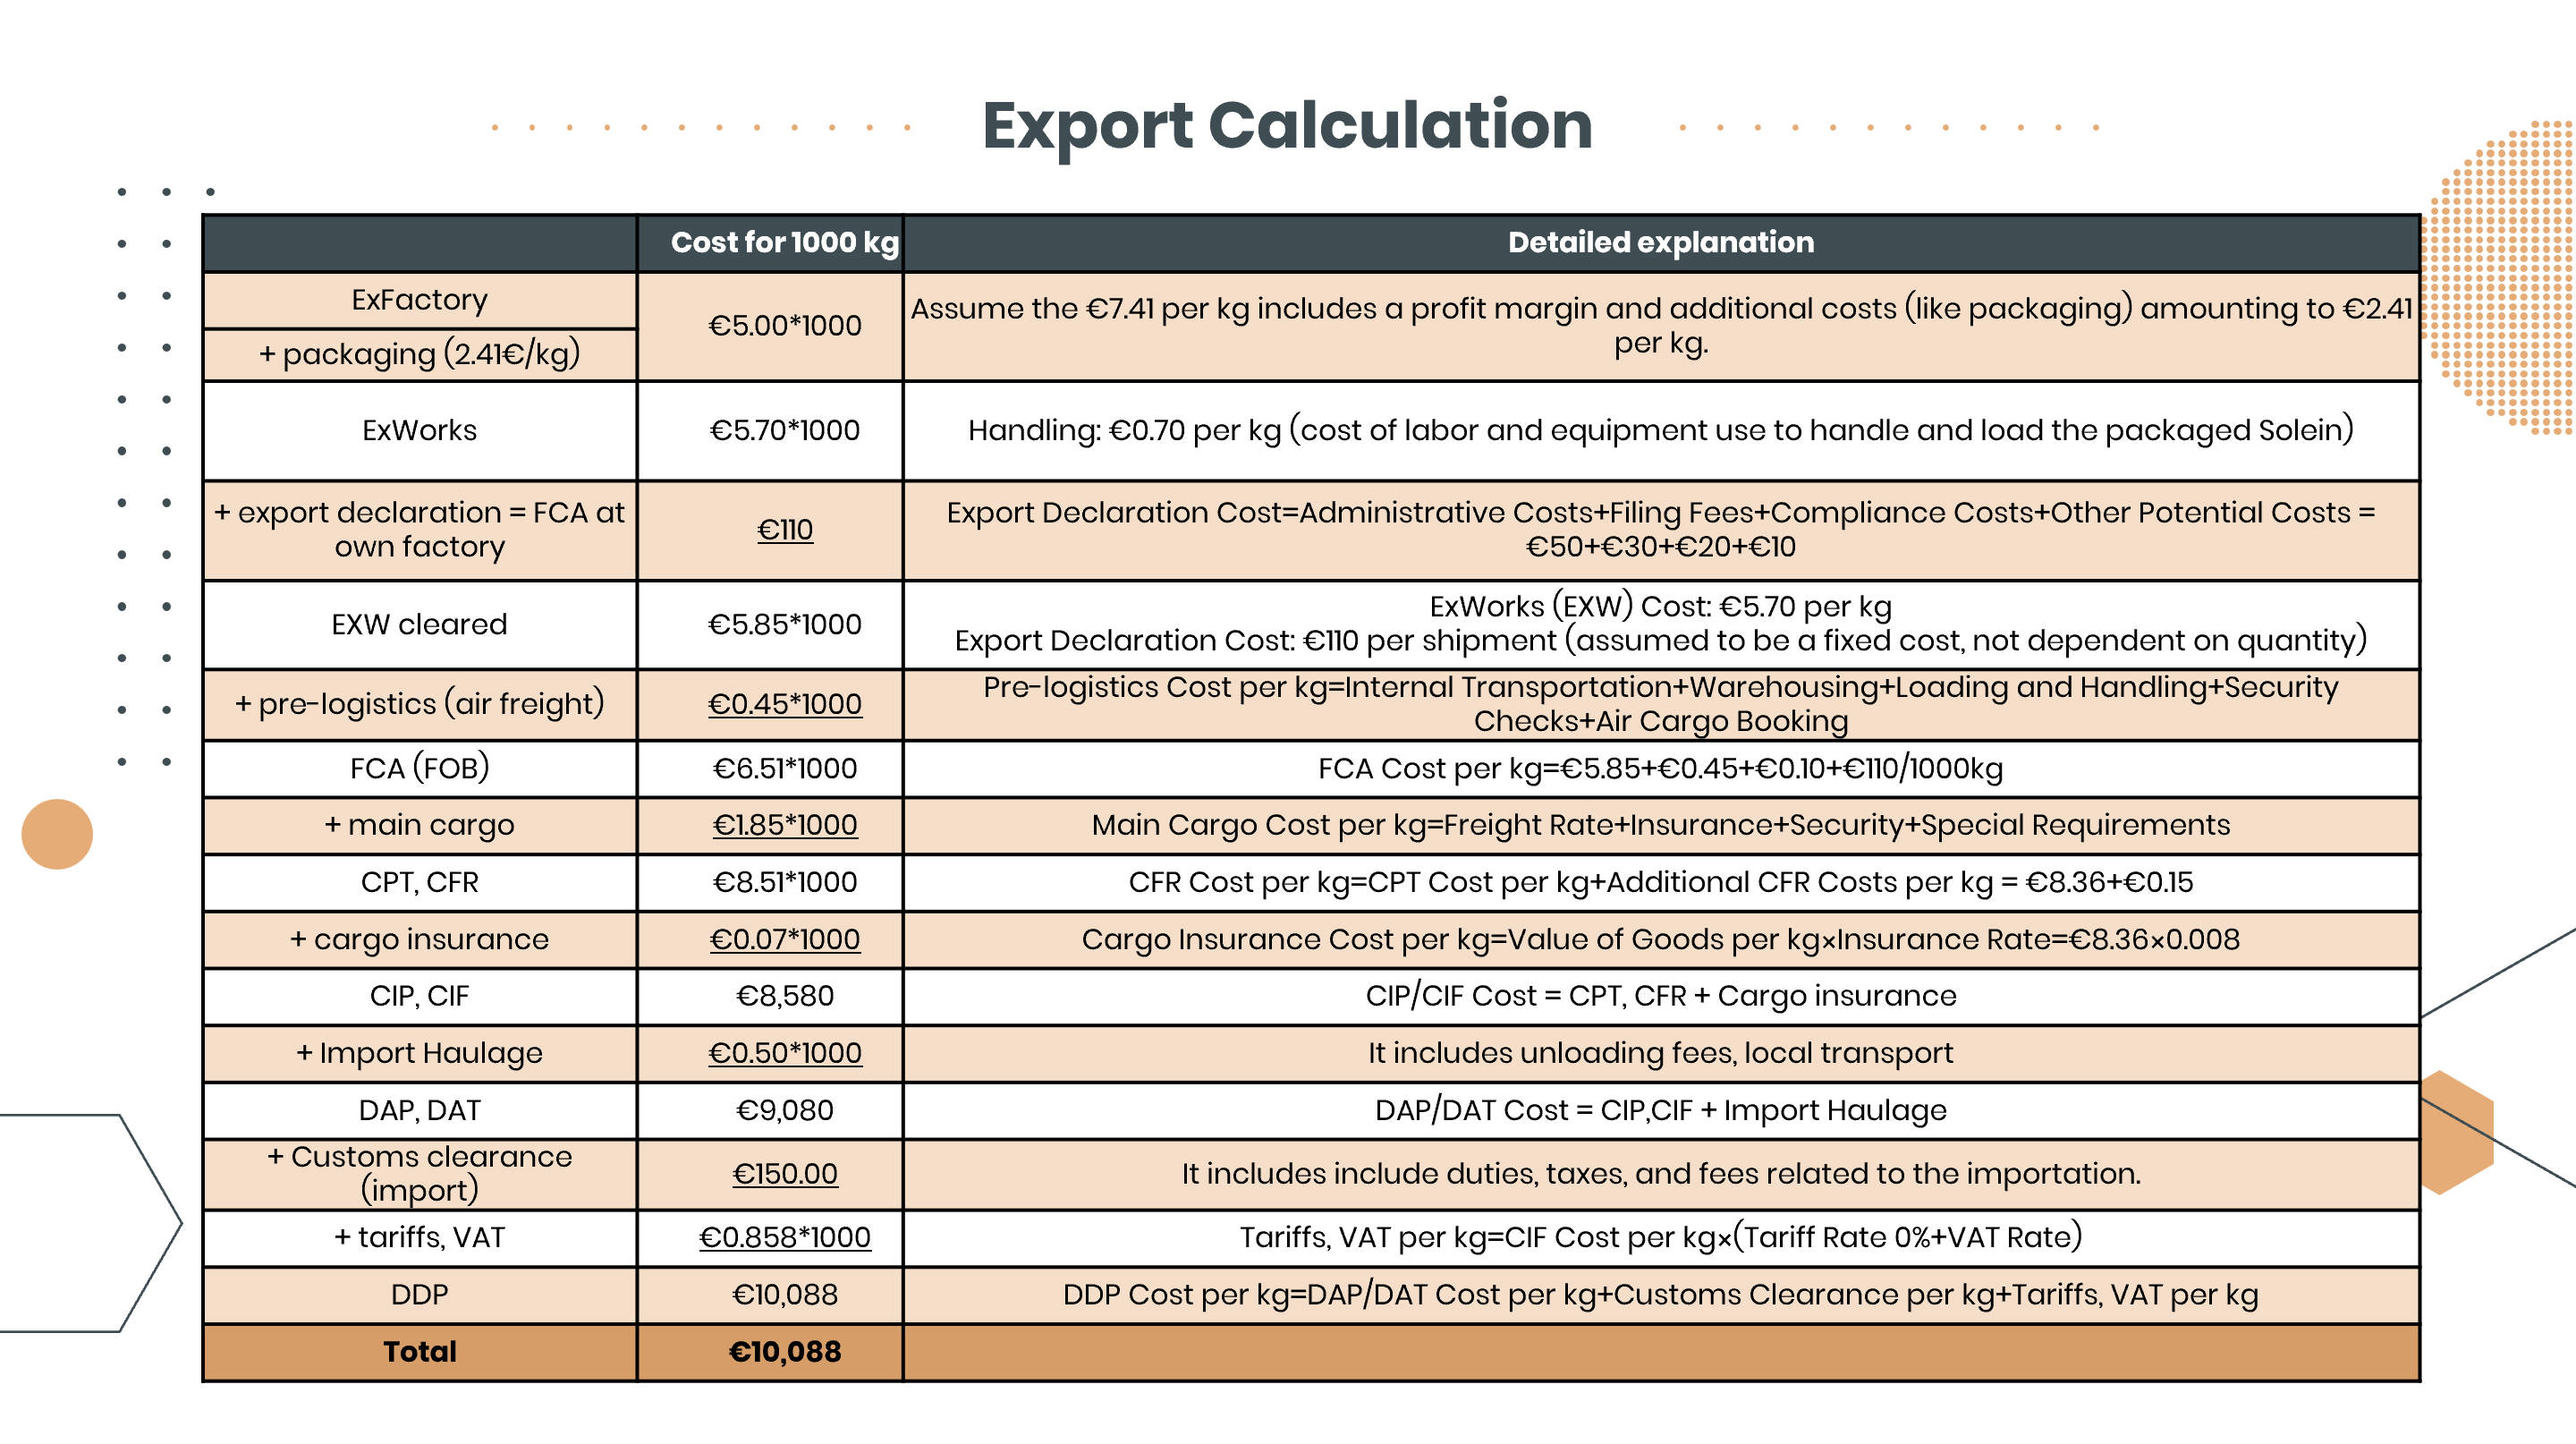 Export Calculation
Cost for 1000 kg
Detailed explanation
ExFactory
+ packaging (2.41€/kg)
€5.00*1000
Assume the €7.41 per kg includes a profit margin and additional costs (like packaging) amounting to €2.41
per kg.
ExWorks
€5.70*1000
Handling: €0.70 per kg (cost of labor and equipment use to handle and load the packaged Solein)
+ export declaration = FCA at
own factory
€110
Export Declaration Cost=Administrative Costs+Filing Fees+Compliance Costs+Other Potential Costs =
€50+€30+€20+€10
EXW cleared
€5.85*1000
ExWorks (EXW) Cost: €5.70 per kg
Export Declaration Cost: €110 per shipment (assumed to be a fixed cost, not dependent on quantity)
+ pre-logistics (air freight)
€0.45*1000
Pre-logistics Cost per kg=Internal Transportation+Warehousing+Loading and Handling+Security
Checks+Air Cargo Booking
FCA (FOB)
€6.51*1000
FCA Cost per kg=€5.85+€0.45+€0.10+€110/1000kg
+ main cargo
€1.85*1000
Main Cargo Cost per kg=Freight Rate+Insurance+Security+Special Requirements
CPT, CFR
€8.51*1000
CFR Cost per kg=CPT Cost per kg+Additional CFR Costs per kg = €8.36+€0.15
+ cargo insurance
€0.07*1000
Cargo Insurance Cost per kg=Value of Goods per kg×Insurance Rate=€8.36×0.008
CIP, CIF
€8,580
CIP/CIF Cost = CPT, CFR + Cargo insurance
+ Import Haulage
€0.50*1000
It includes unloading fees, local transport
DAP, DAT
€9,080
DAP/DAT Cost = CIP,CIF + Import Haulage
+ Customs clearance
(import)
€150.00
It includes include duties, taxes, and fees related to the importation.
+ tariffs, VAT
€0.858*1000
Tariffs, VAT per kg=CIF Cost per kg×(Tariff Rate 0%+VAT Rate)
DDP
€10,088
DDP Cost per kg=DAP/DAT Cost per kg+Customs Clearance per kg+Tariffs, VAT per kg
Total
€10,088